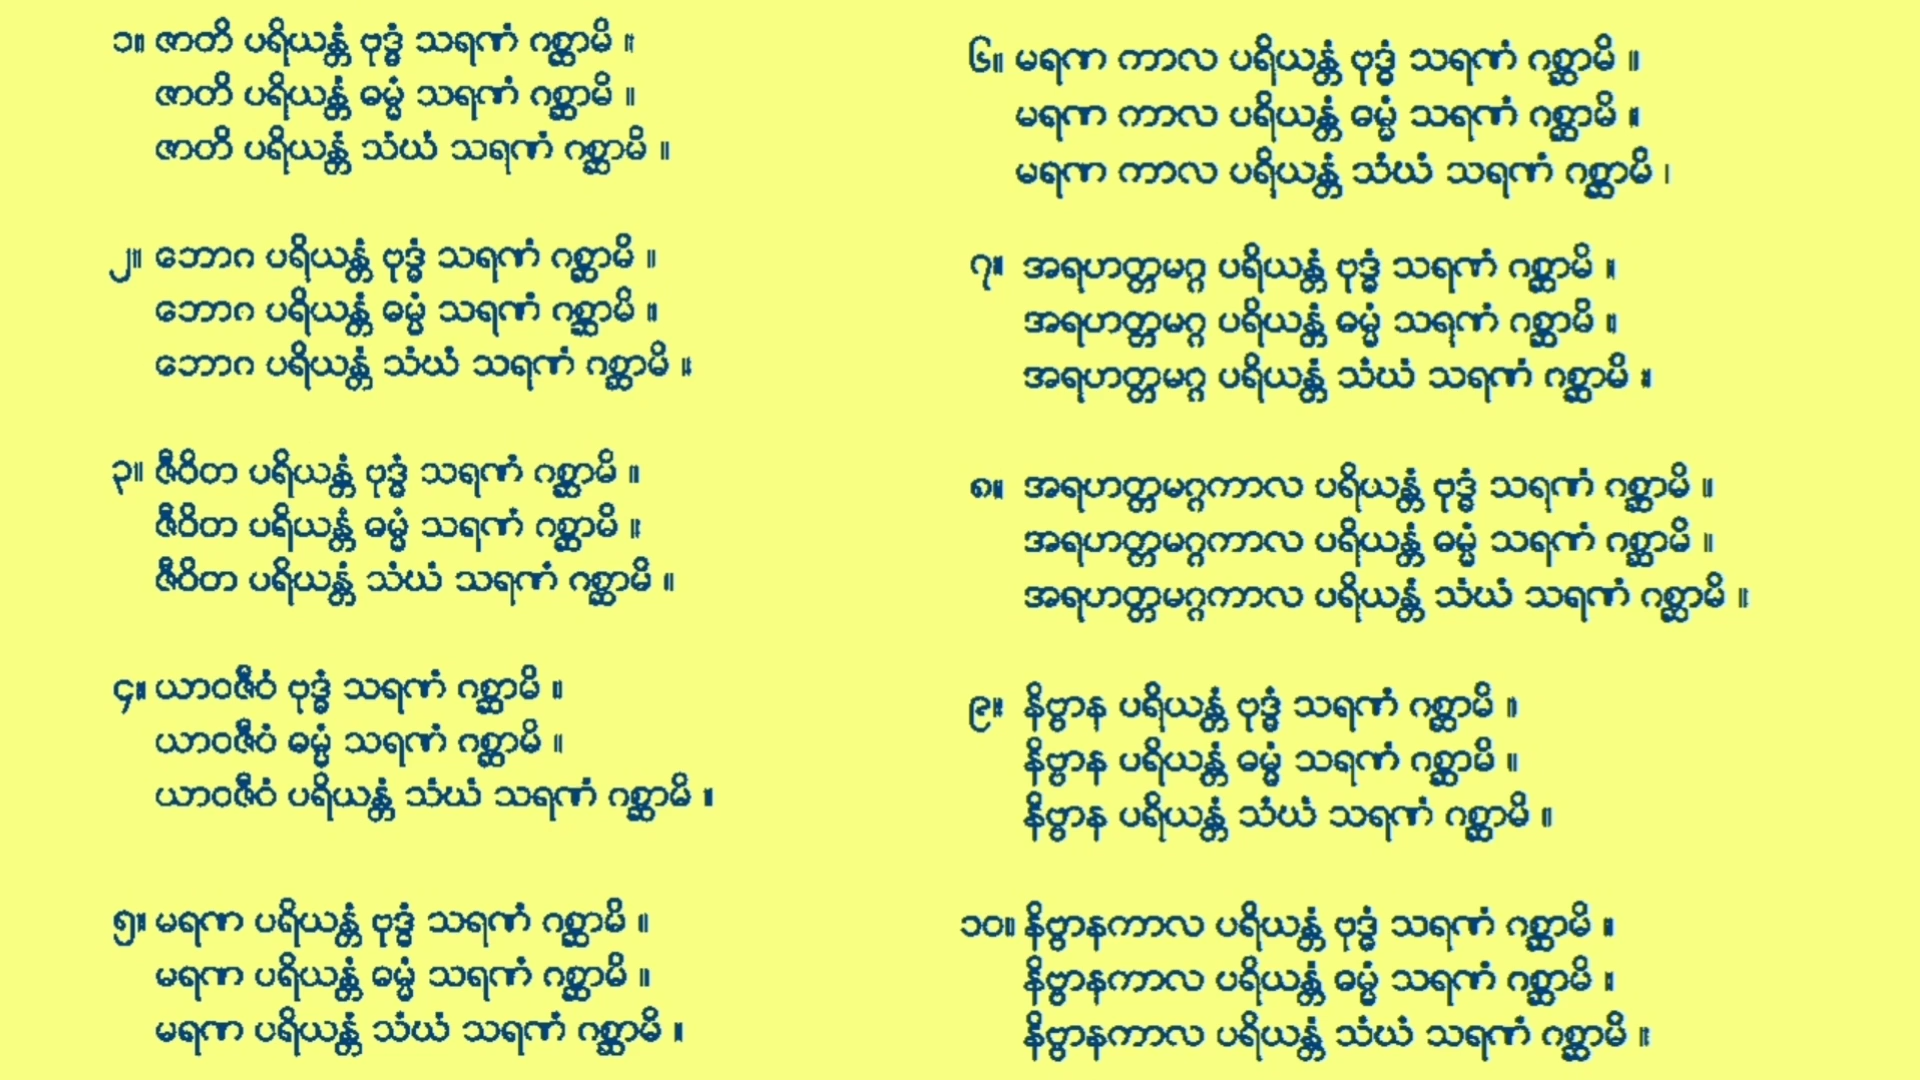 ၁။ ဇာတိ ပရိယန္တံ ဗုဒ္ဓံ သရဏံ ဂစ္ဆာမိ ။
ဇာတိ ပရိယန္တံ ဓမ္မံ သရဏံ ဂစ္ဆာမိ ။
ဇာတိ ပရိယန္တံ သံဃံ သရဏံ ဂစ္ဆာမိ ။
၂။ ဘောဂ ပရိယန္တံ ဗုဒ္ဓံ သရဏံ ဂစ္ဆာမိ ။
ဘောဂ ပရိယန္တံ ဓမ္မံ သရဏံ ဂစ္ဆာမိ ။
ဘောဂ ပရိယန္တံ သံဃံ သရဏံ ဂစ္ဆာမိ ။
၃။ ဇီဝိတ ပရိယန္တံ ဗုဒ္ဓံ သရဏံ ဂစ္ဆာမိ ။
ဇီဝိတ ပရိယန္တံ ဓမ္မံ သရဏံ ဂစ္ဆာမိ ။
ဇီဝိတ ပရိယန္တံ သံဃံ သရဏံ ဂစ္ဆာမိ ။
၄။ ယာဝဇီဝံ ဗုဒ္ဓံ သရဏံ ဂစ္ဆာမိ ။
ယာဝဇီဝံ ဓမ္မံ သရဏံ ဂစ္ဆာမိ ။
ယာဝဇီဝံ ပရိယန္တံ သံဃံ သရဏံ ဂစ္ဆာမိ ။
၅။ မရဏ ပရိယန္တံ ဗုဒ္ဓံ သရဏံ ဂစ္ဆာမိ ။
မရဏ ပရိယန္တံ ဓမ္မံ သရဏံ ဂစ္ဆာမိ ။
မရဏ ပရိယန္တံ သံဃံ သရဏံ ဂစ္ဆာမိ ။
၆။ မရဏ ကာလ ပရိယန္တံ ဗုဒ္ဓံ သရဏံ ဂစ္ဆာမိ ။
မရဏ ကာလ ပရိယန္တံ ဓမ္မံ သရဏံ ဂစ္ဆာမိ ။
မရဏ ကာလ ပရိယန္တံ သံဃံ သရဏံ ဂစ္ဆာမိ ၊
၇။ အရဟတ္တမဂ္ဂ ပရိယန္တံ ဗုဒ္ဓံ သရဏံ ဂစ္ဆာမိ ။
အရဟတ္တမဂ္ဂ ပရိယန္တံ ဓမ္မံ သရဏံ ဂစ္ဆာမိ ။
အရဟတ္တမဂ္ဂ ပရိယန္တံ သံဃံ သရဏံ ဂစ္ဆာမိ ။
၈။ အရဟတ္တမဂ္ဂကာလ ပရိယန္တံ ဗုဒ္ဓံ သရဏံ ဂစ္ဆာမိ ။
အရဟတ္တမဂ္ဂကာလ ပရိယန္တံ ဓမ္မံ သရဏံ ဂစ္ဆာမိ ။
အရဟတ္တမဂ္ဂကာလ ပရိယန္တံ သံဃံ သရဏံ ဂစ္ဆာမိ ။
၉။ နိဗ္ဗာန ပရိယန္တံ ဗုဒ္ဓံ သရဏံ ဂစ္ဆာမိ ။
နိဗ္ဗာန ပရိယန္တံ ဓမ္မံ သရဏံ ဂစ္ဆာမိ ။
နိဗ္ဗာန ပရိယန္တံ သံဃံ သရဏံ ဂစ္ဆာမိ ။
၁၀။ နိဗ္ဗာနကာလ ပရိယန္တံ ဗုဒ္ဓံ သရဏံ ဂစ္ဆာမိ ။
နိဗ္ဗာနကာလ ပရိယန္တံ ဓမ္မံ သရဏံ ဂစ္ဆာမိ ။
နိဗ္ဗာနကာလ ပရိယန္တံ သံဃံ သရဏံ ဂစ္ဆာမိ ။